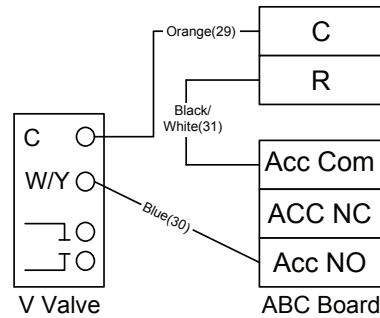 Orange(29)
C
R
Black/
White(31)
C
Acc Com
W/Y
ACC NC
Blue(30)
Acc NO
V Valve
ABC Board